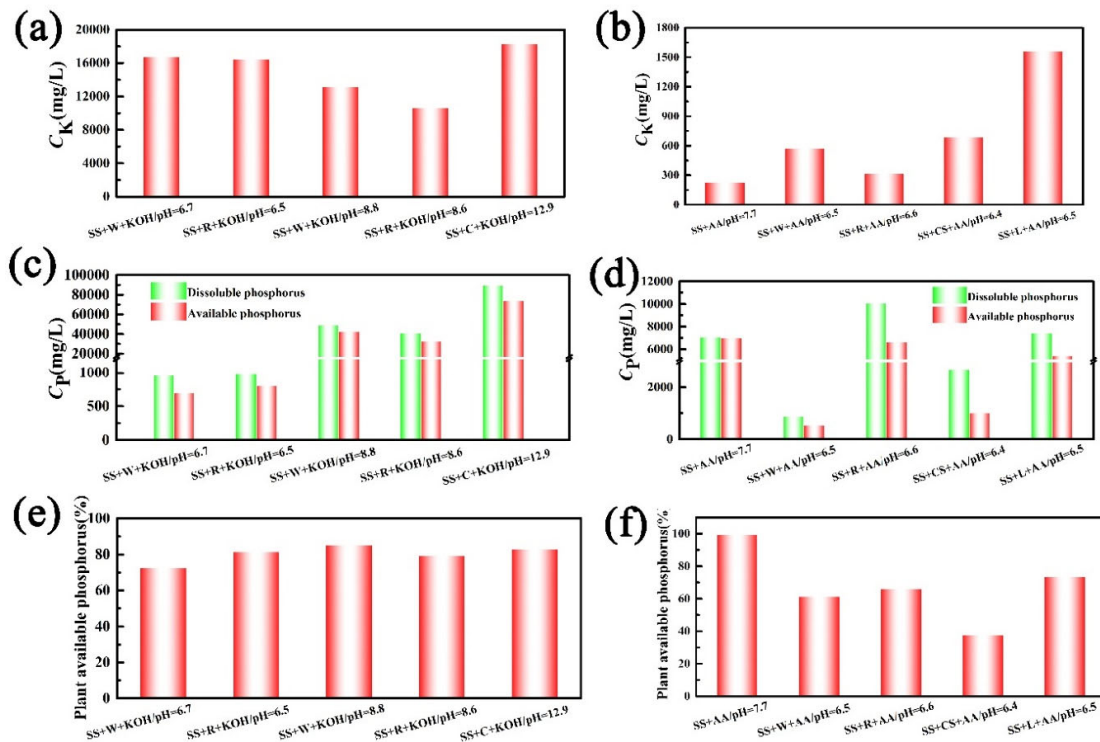 (a)
C_K(mg/L)
20000
16000
12000
8000
4000
0
SS+W+KOH/pH=6.7
SS+R+KOH/pH=6.5
SS+W+KOH/pH=8.8
SS+R+KOH/pH=8.6
SS+C+KOH/pH=12.9
(b)
C_K(mg/L)
1800
1500
1200
900
600
300
0
SS+AA/pH=7.7
SS+W+AA/pH=6.5
SS+R+AA/pH=6.6
SS+CS+AA/pH=6.4
SS+L+AA/pH=6.5
(c)
C_P(mg/L)
100000
80000
60000
40000
20000
1000
500
0
Dissoluble phosphorus
Available phosphorus
SS+W+KOH/pH=6.7
SS+R+KOH/pH=6.5
SS+W+KOH/pH=8.8
SS+R+KOH/pH=8.6
SS+C+KOH/pH=12.9
(d)
C_P(mg/L)
12000
10000
8000
6000
2000
0
Dissoluble phosphorus
Available phosphorus
SS+AA/pH=7.7
SS+W+AA/pH=6.5
SS+R+AA/pH=6.6
SS+CS+AA/pH=6.4
SS+L+AA/pH=6.5
(e)
Plant available phosphorus(%)
100
80
60
40
20
0
SS+W+KOH/pH=6.7
SS+R+KOH/pH=6.5
SS+W+KOH/pH=8.8
SS+R+KOH/pH=8.6
SS+C+KOH/pH=12.9
(f)
Plant available phosphorus(%)
100
80
60
40
20
0
SS+AA/pH=7.7
SS+W+AA/pH=6.5
SS+R+AA/pH=6.6
SS+CS+AA/pH=6.4
SS+L+AA/pH=6.5